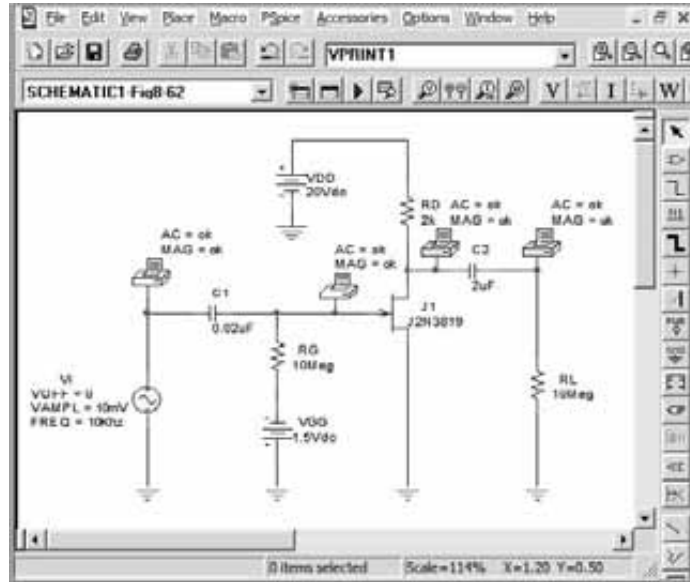 File Edit View Place Macro PSpice Accessories Options Window Help
VPRINT1
SCHEMATIC1-Fig8-62
V I W
VDD
20Vdc
RD
2k
AC = ok
MAG = ok
AC = ok
MAG = ok
AC = ok
MAG = ok
AC = ok
MAG = ok
C1
0.02uF
C2
2uF
J1
J2N3819
RG
10Meg
RL
10Meg
Vi
VOFF = 0
VAMPL = 10mV
FREQ = 10Khz
VGG
1.5Vdc
0 items selected Scale=114% X=1.20 Y=0.50